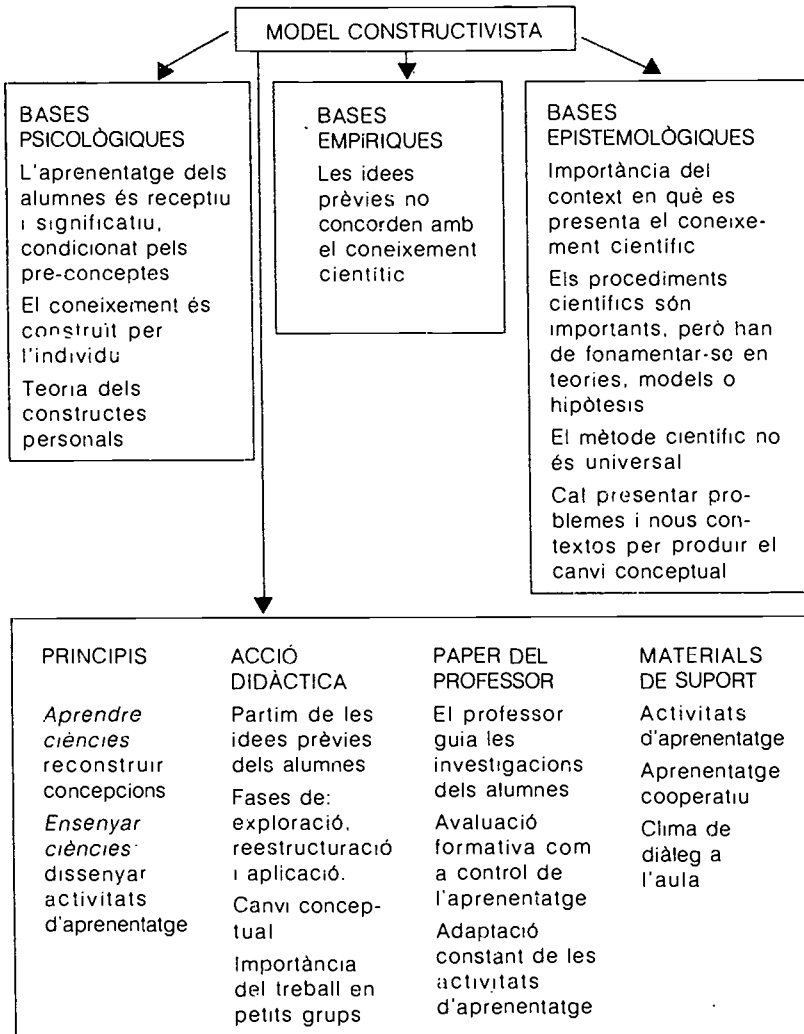 MODEL CONSTRUCTIVISTA
BASES
PSICOLÒGIQUES
L'aprenentatge dels
alumnes és receptiu
i significatiu,
condicionat pels
pre-conceptes
El coneixement és
construït per
l'individu
Teoria dels
constructes
personals
BASES
EMPÍRIQUES
Les idees
prèvies no
concorden amb
el coneixement
científic
BASES
EPISTEMOLÒGIQUES
Importància del
context en què es
presenta el coneixe-
ment científic
Els procediments
científics són
importants, però han
de fonamentar-se en
teories, models o
hipòtesis
El mètode científic no
és universal
Cal presentar pro-
blemes i nous con-
textos per produir el
canvi conceptual
PRINCIPIS
Aprendre
ciències
reconstruir
concepcions
Ensenyar
ciències:
dissenyar
activitats
d'aprenentatge
ACCIÓ
DIDÀCTICA
Partim de les
idees prèvies
dels alumnes
Fases de:
exploració,
reestructuració
i aplicació.
Canvi concep-
tual
Importància
del treball en
petits grups
PAPER DEL
PROFESSOR
El professor
guia les
investigacions
dels alumnes
Avaluació
formativa com
a control de
l'aprenentatge
Adaptació
constant de les
activitats
d'aprenentatge
MATERIALS
DE SUPORT
Activitats
d'aprenentatge
Aprenentatge
cooperatiu
Clima de
diàleg a
l'aula